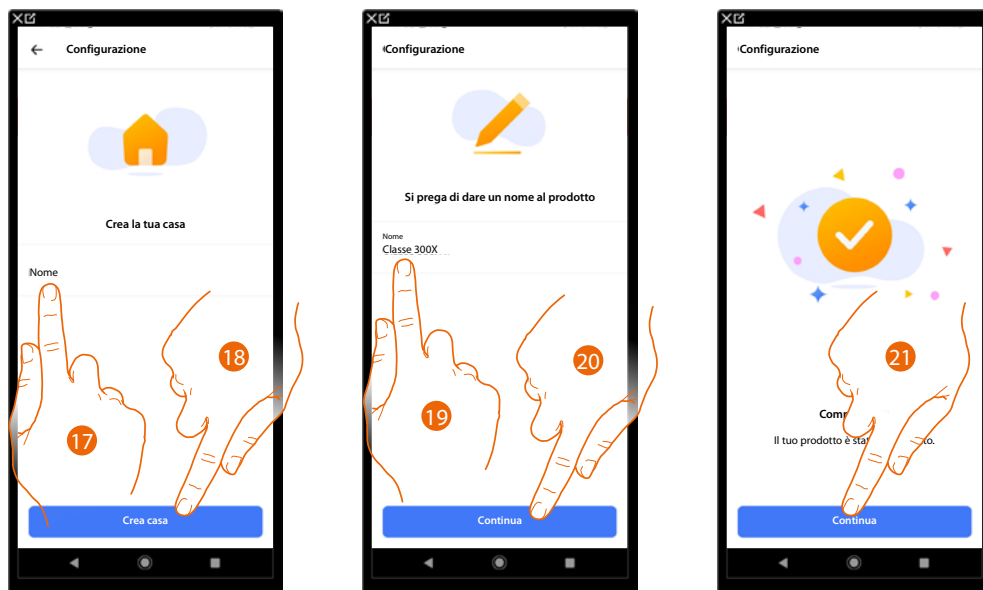 Configurazione
Crea la tua casa
Nome
18
17
Crea casa
Configurazione
Si prega di dare un nome al prodotto
Nome
Classe 300X
20
19
Continua
Configurazione
21
Il tuo prodotto è
Continua